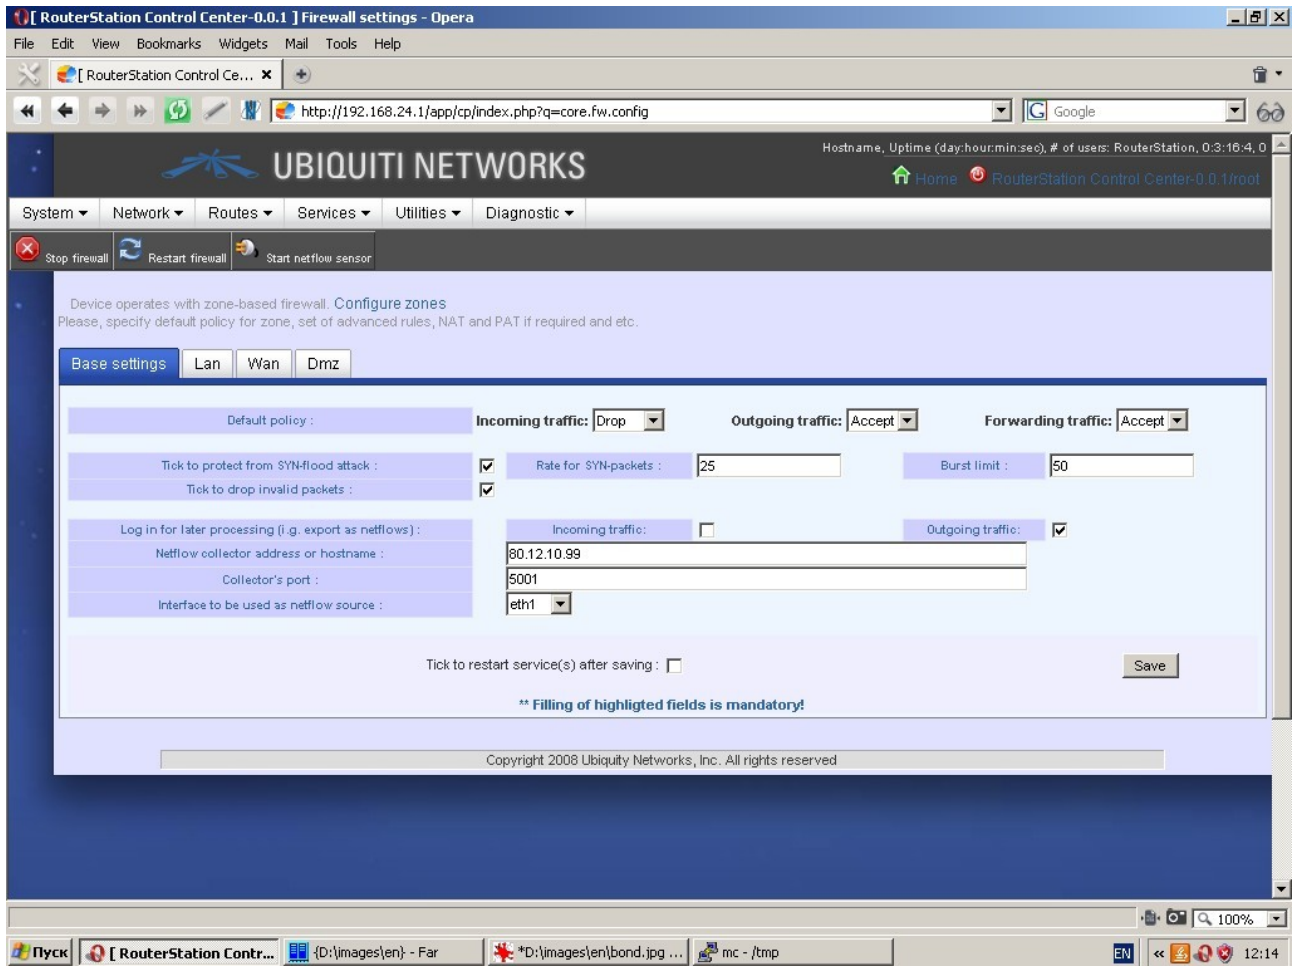 [ RouterStation Control Center-0.0.1 ] Firewall settings - Opera
File Edit View Bookmarks Widgets Mail Tools Help
[ RouterStation Control Ce...
http://192.168.24.1/app/cp/index.php?q=core.fw.config
G Google
UBIQUITI NETWORKS
Hostname, Uptime (day:hour:min:sec), # of users: RouterStation, 0:3:16:4, 0
Home RouterStation Control Center-0.0.1/root
System Network Routes Services Utilities Diagnostic
Stop firewall Restart firewall Start netflow sensor
Device operates with zone-based firewall. Configure zones
Please, specify default policy for zone, set of advanced rules, NAT and PAT if required and etc.
Base settings Lan Wan Dmz
Default policy : Incoming traffic: Drop Outgoing traffic: Accept Forwarding traffic: Accept
Tick to protect from SYN-flood attack : Rate for SYN-packets : 25 Burst limit : 50
Tick to drop invalid packets :
Log in for later processing (i.g. export as netflows) : Incoming traffic: Outgoing traffic:
Netflow collector address or hostname : 80.12.10.99
Collector's port : 5001
Interface to be used as netflow source : eth1
Tick to restart service(s) after saving : Save
** Filling of highligted fields is mandatory!
Copyright 2008 Ubiquity Networks, Inc. All rights reserved
100%
Пуск [ RouterStation Contr... {D:\images\en} - Far *D:\images\en\bond.jpg ... mc - /tmp EN « 12:14